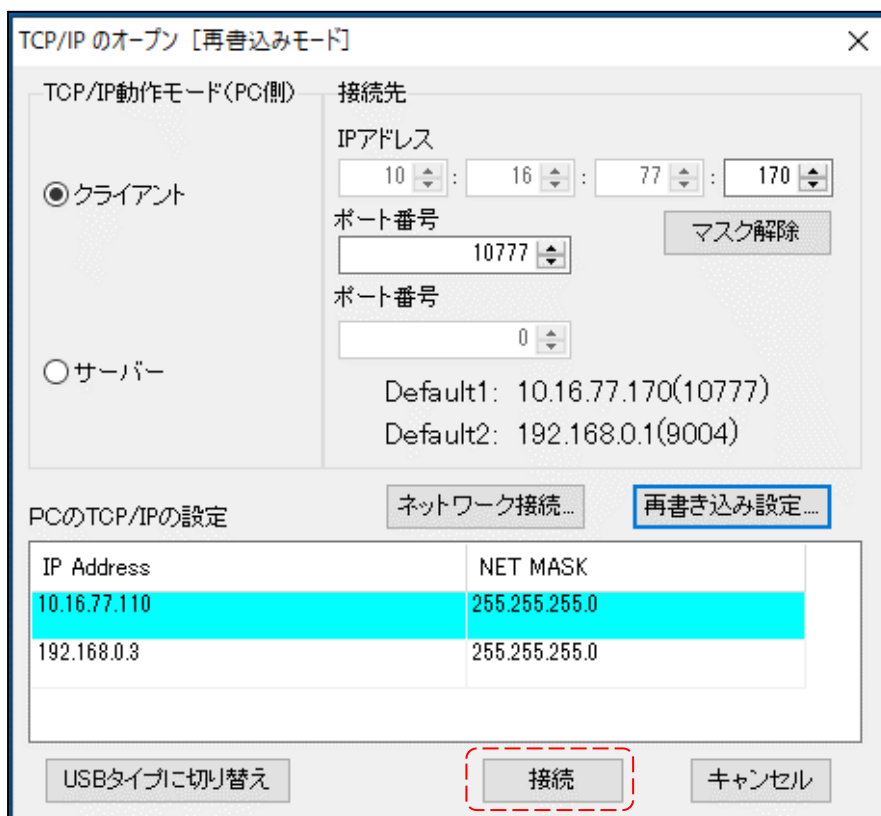 TCP/IP のオープン [再書込みモード]
TCP/IP動作モード(PC側)
クライアント
サーバー
接続先
IPアドレス
10 : 16 : 77 : 170
ポート番号
マスク解除
10777
ポート番号
0
Default1: 10.16.77.170(10777)
Default2: 192.168.0.1(9004)
PCのTCP/IPの設定
ネットワーク接続...
再書き込み設定...
IP Address NET MASK
10.16.77.110 255.255.255.0
192.168.0.3 255.255.255.0
USBタイプに切り替え
接続
キャンセル